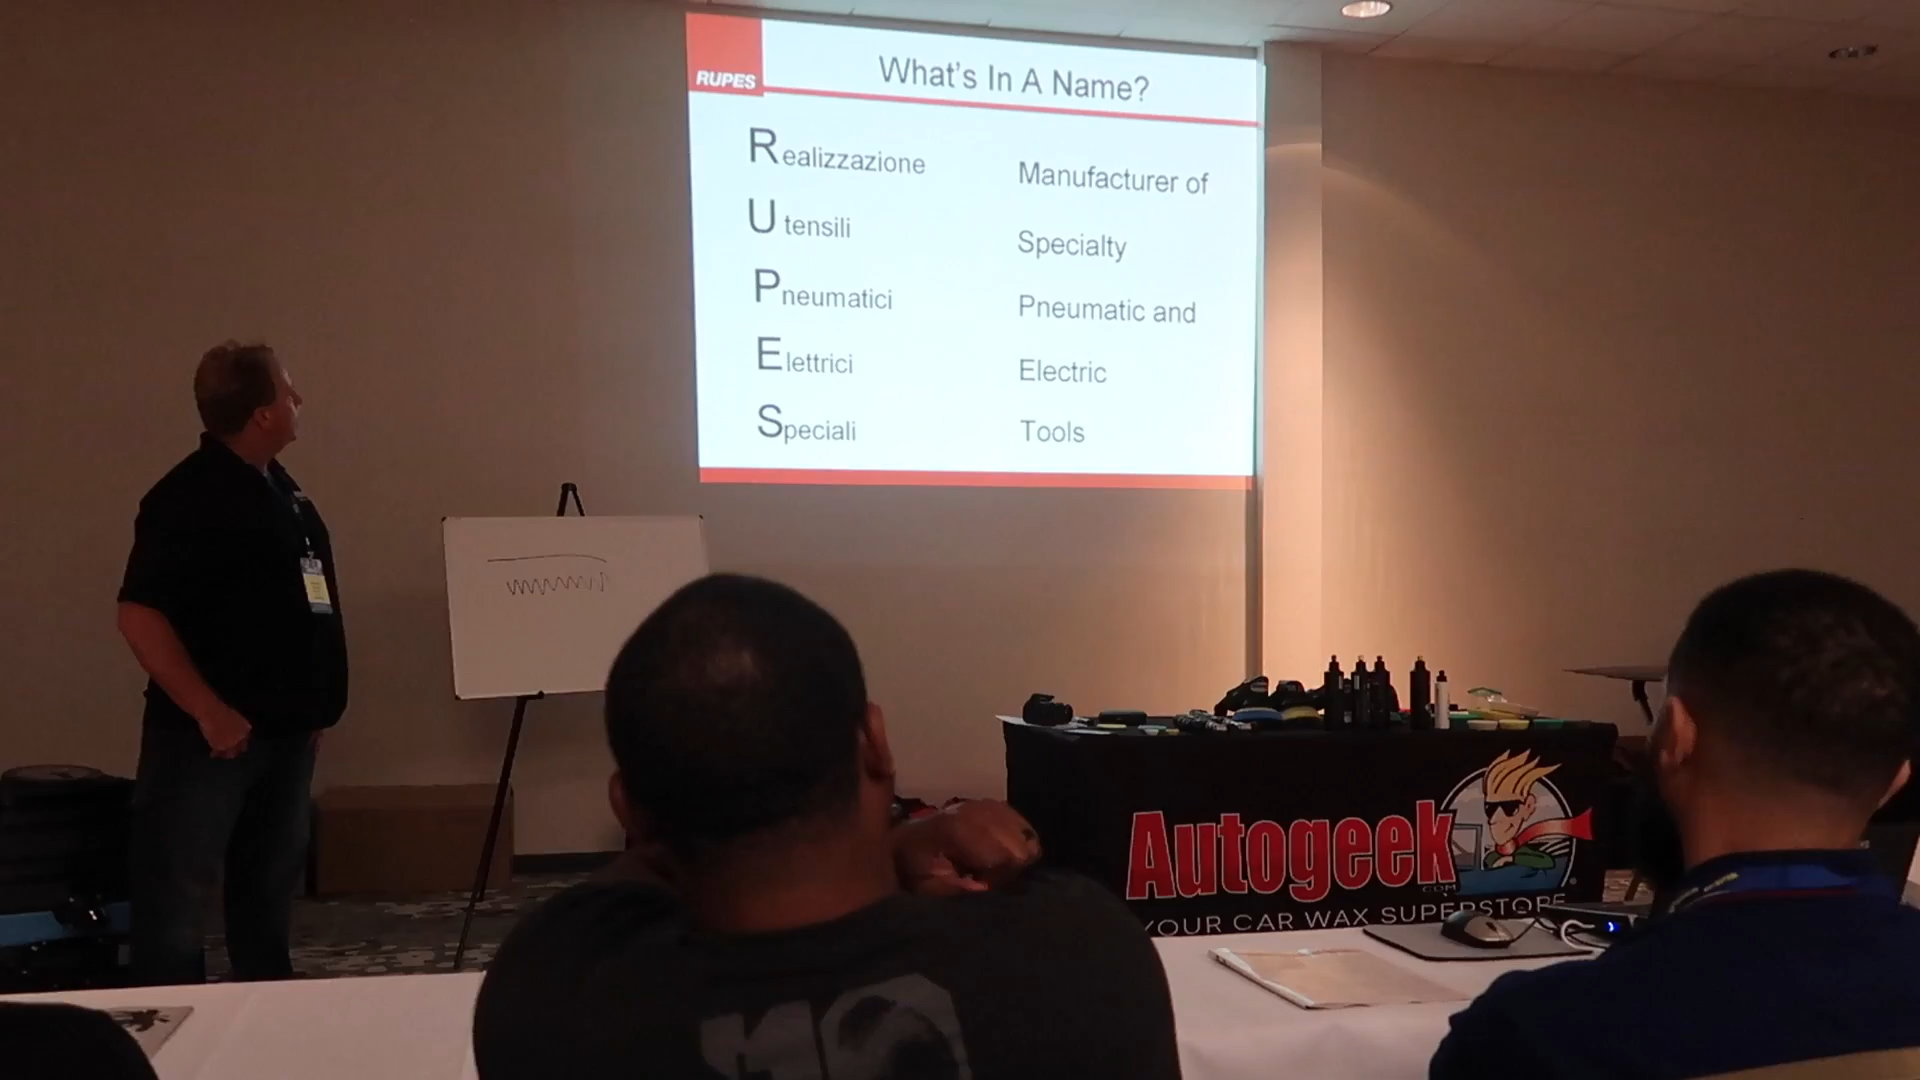 RUPES
What's In A Name?
Realizzazione Manufacturer of
Utensili Specialty
Pneumatici Pneumatic and
Elettrici Electric
Speciali Tools
Autogeek
.COM
YOUR CAR WAX SUPERSTORE